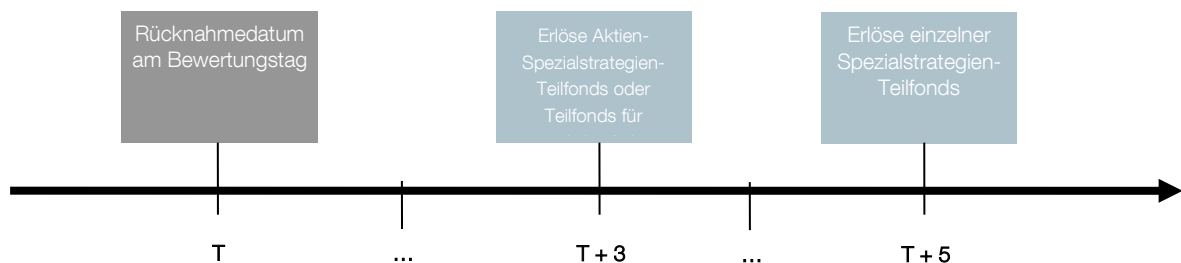 Rücknahmedatum
am Bewertungstag
Erlöse Aktien-
Spezialstrategien-
Teilfonds oder
Teilfonds für
Erlöse einzelner
Spezialstrategien-
Teilfonds
T
...
T + 3
...
T + 5